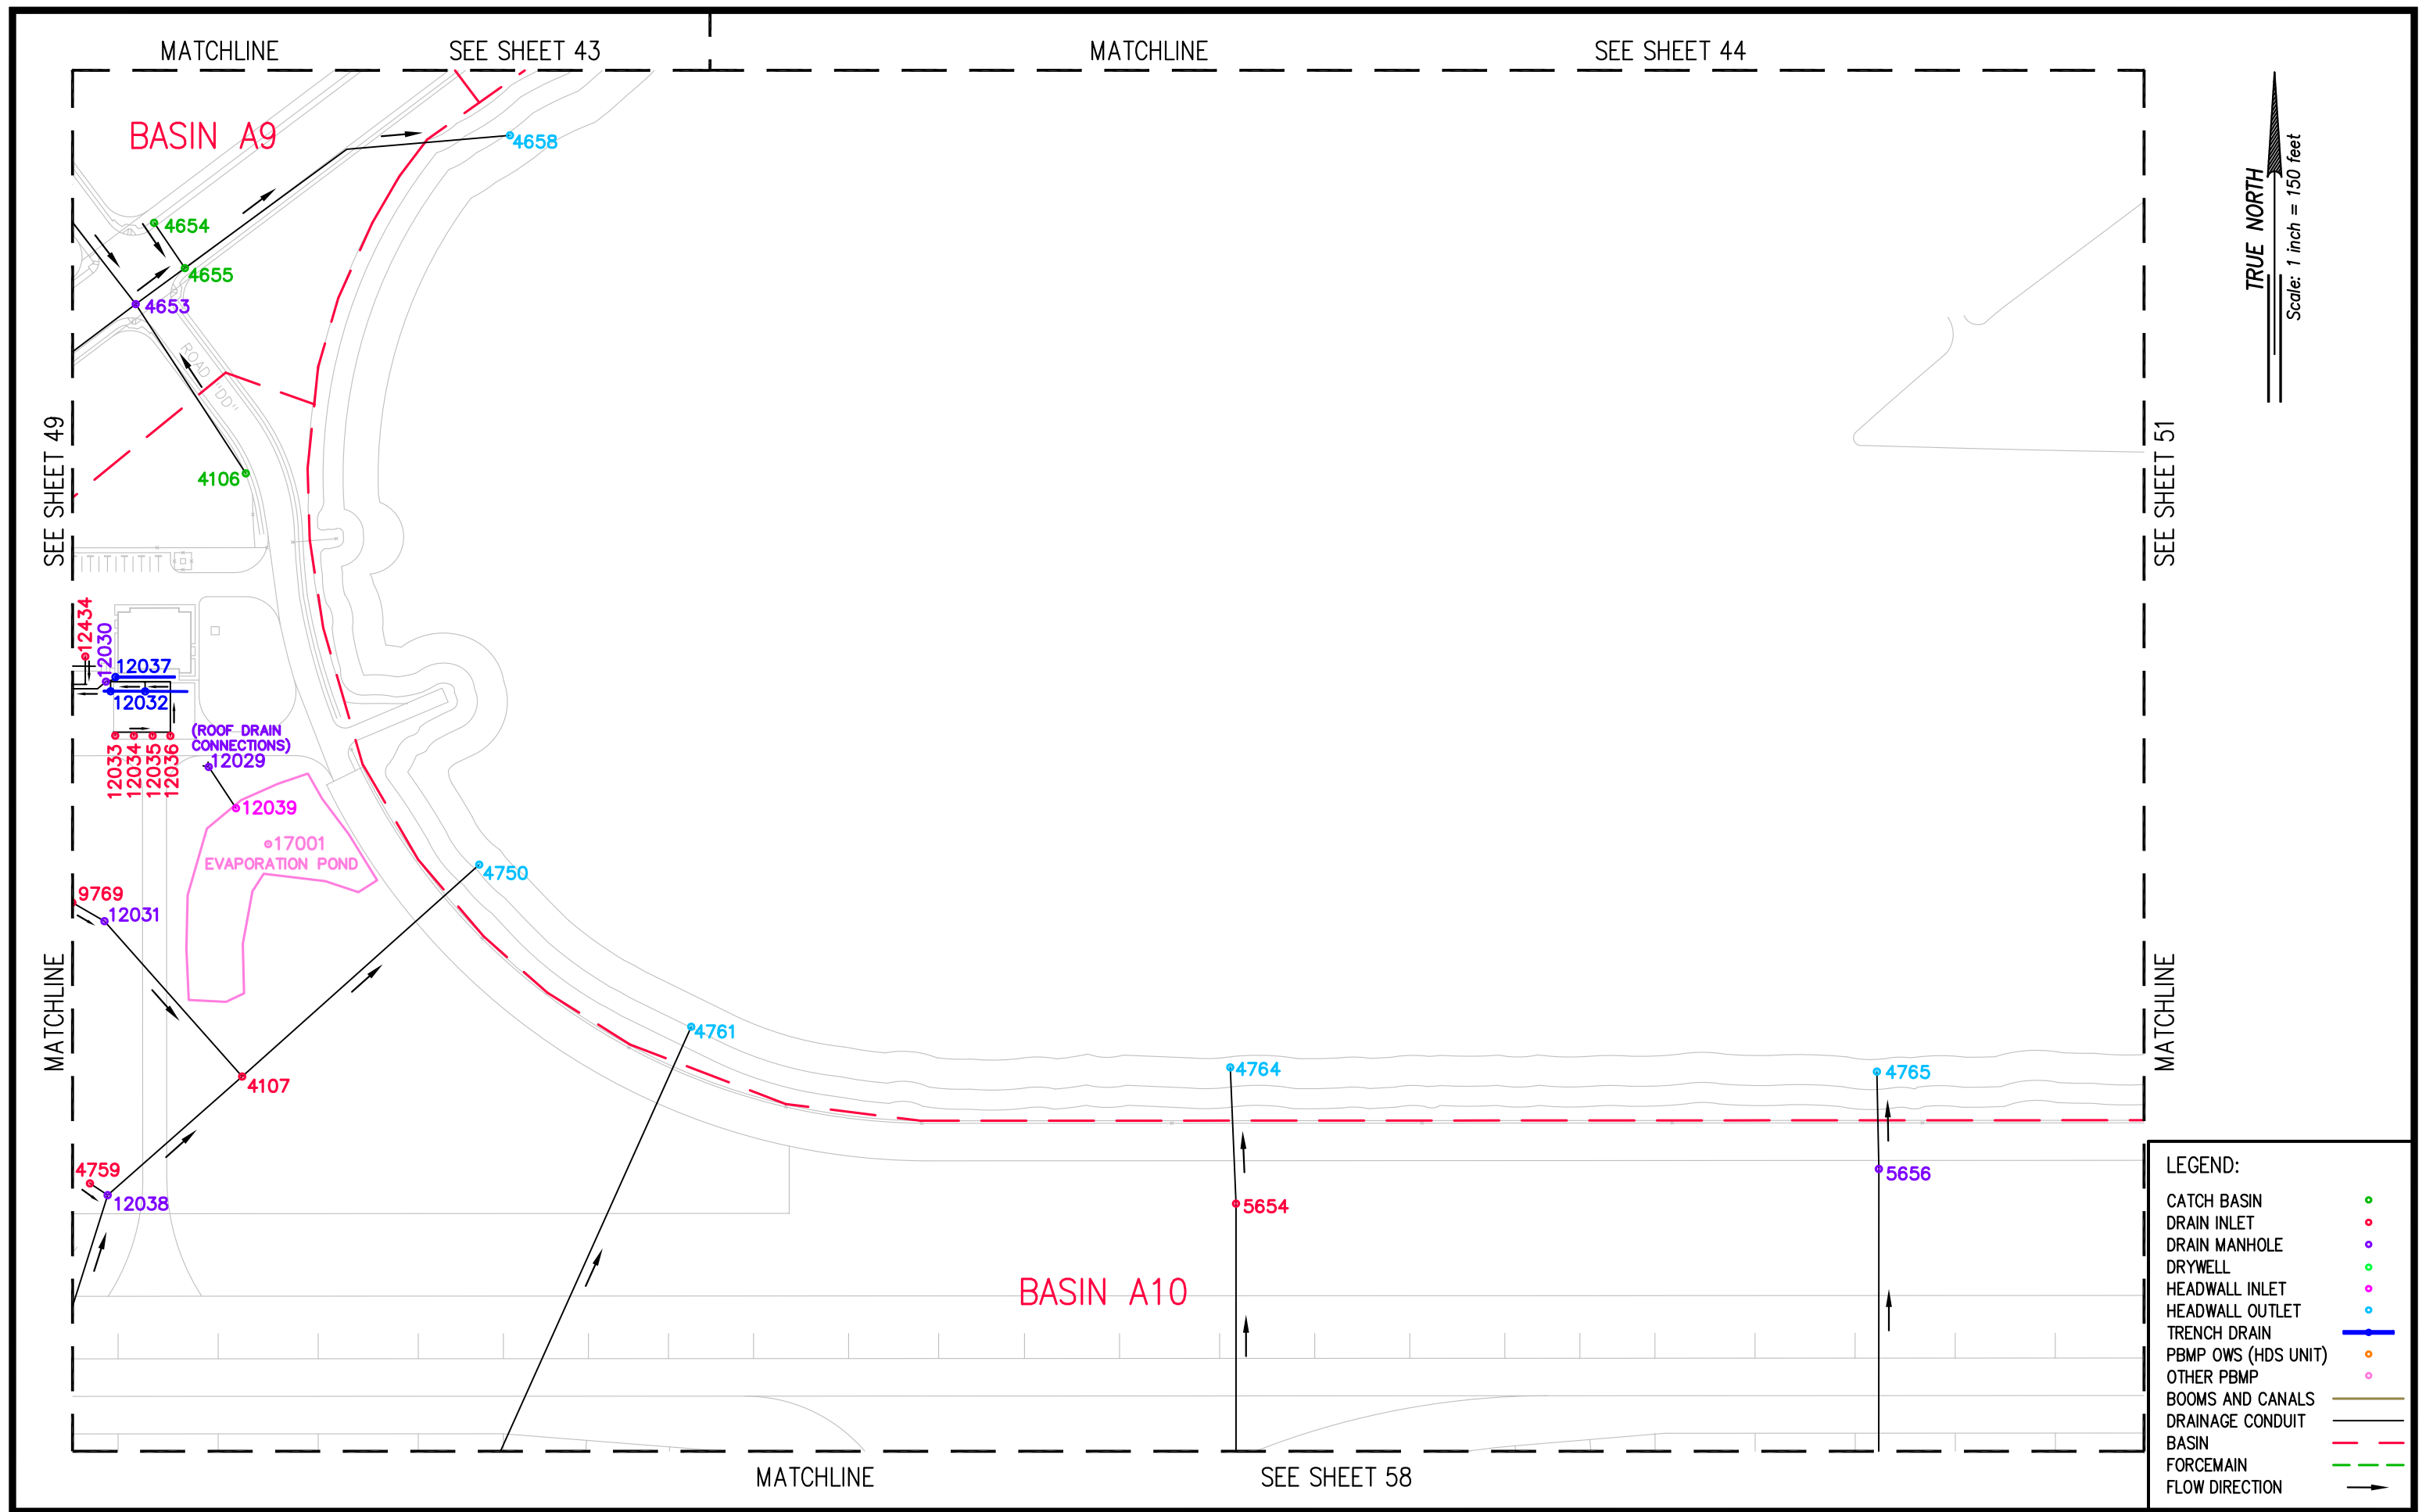 MATCHLINE SEE SHEET 43 MATCHLINE SEE SHEET 44
BASIN A9
4658
4654
4655
4653
ROAD "DD"
4106
TRUE NORTH
Scale: 1 inch = 150 feet
SEE SHEET 49
SEE SHEET 51
12434
12030
12037
12032
12033
12034
12035
12036
(ROOF DRAIN
CONNECTIONS)
12029
12039
17001
EVAPORATION POND
4750
9769
12031
MATCHLINE
MATCHLINE
4761
4764
4765
4107
4759
12038
5654
5656
BASIN A10
MATCHLINE SEE SHEET 58
LEGEND:
CATCH BASIN
DRAIN INLET
DRAIN MANHOLE
DRYWELL
HEADWALL INLET
HEADWALL OUTLET
TRENCH DRAIN
PBMP OWS (HDS UNIT)
OTHER PBMP
BOOMS AND CANALS
DRAINAGE CONDUIT
BASIN
FORCEMAIN
FLOW DIRECTION